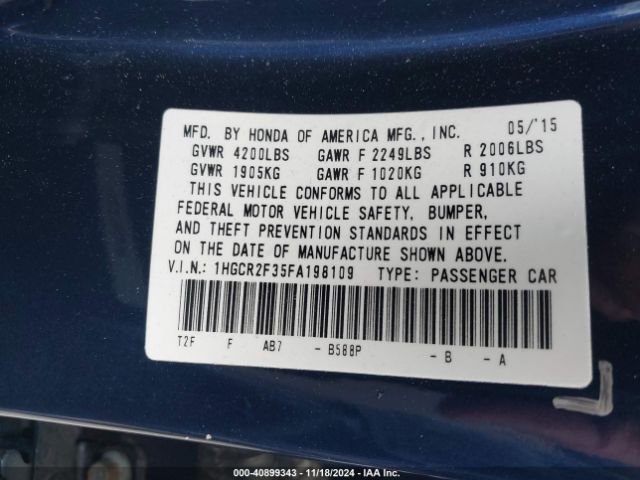 MFD. BY HONDA OF AMERICA MFG., INC. 05/'15
GVWR 4200LBS GAWR F 2249LBS R 2006LBS
GVWR 1905KG GAWR F 1020KG R 910KG
THIS VEHICLE CONFORMS TO ALL APPLICABLE
FEDERAL MOTOR VEHICLE SAFETY, BUMPER,
AND THEFT PREVENTION STANDARDS IN EFFECT
ON THE DATE OF MANUFACTURE SHOWN ABOVE.
V.I.N.: 1HGCR2F35FA198109 TYPE: PASSENGER CAR
T2F F AB7 - B588P - B - A
000-40899343 - 11/18/2024 - IAA Inc.